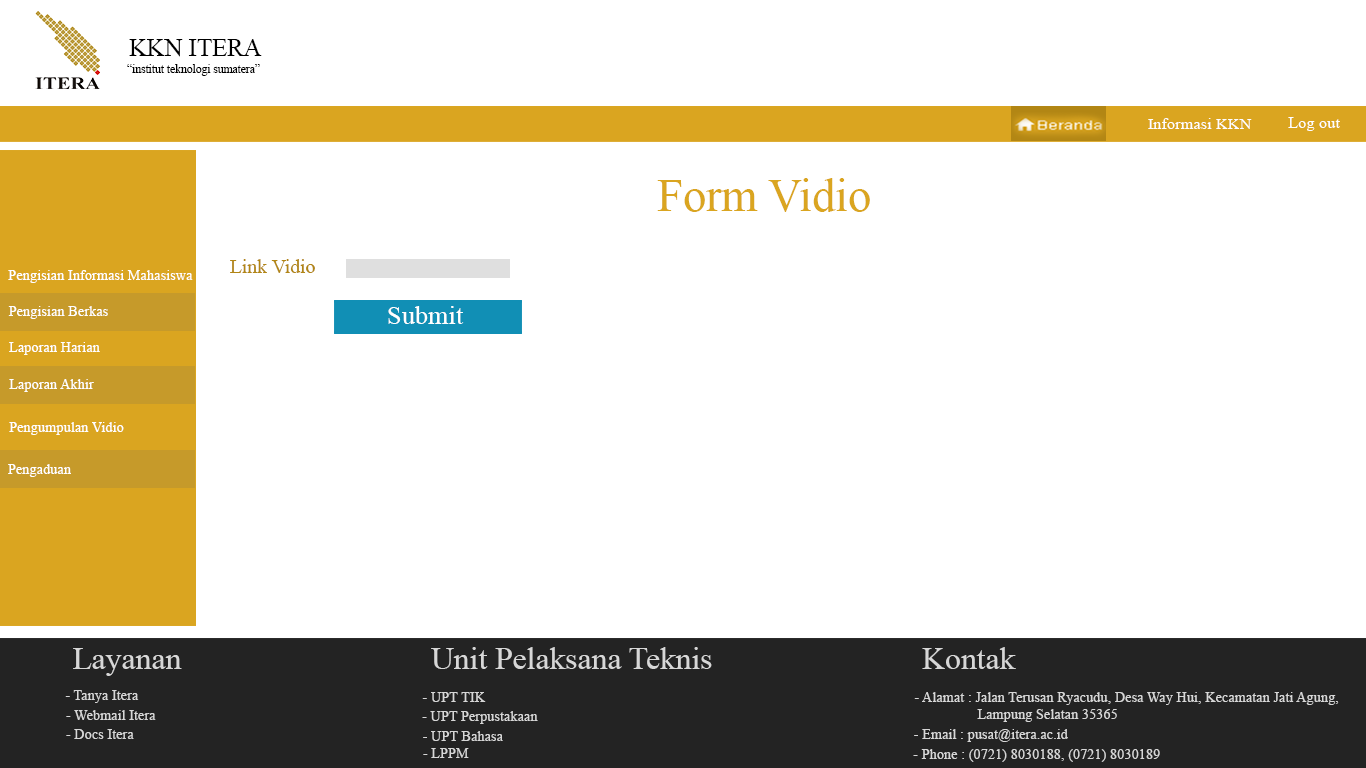 ITERA
KKN ITERA
“institut teknologi sumatera”
Beranda
Informasi KKN
Log out
Pengisian Informasi Mahasiswa
Pengisian Berkas
Laporan Harian
Laporan Akhir
Pengumpulan Vidio
Pengaduan
Form Vidio
Link Vidio
Submit
Layanan
- Tanya Itera
- Webmail Itera
- Docs Itera
Unit Pelaksana Teknis
- UPT TIK
- UPT Perpustakaan
- UPT Bahasa
- LPPM
Kontak
- Alamat : Jalan Terusan Ryacudu, Desa Way Hui, Kecamatan Jati Agung,
Lampung Selatan 35365
- Email : pusat@itera.ac.id
- Phone : (0721) 8030188, (0721) 8030189